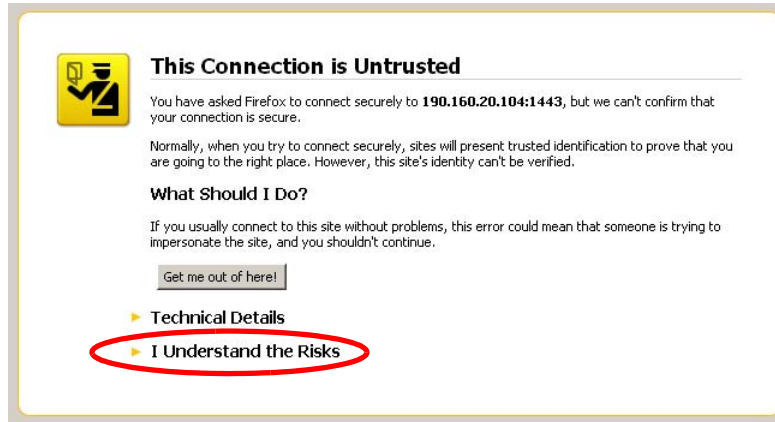 This Connection is Untrusted
You have asked Firefox to connect securely to 190.160.20.104:1443, but we can't confirm that
your connection is secure.
Normally, when you try to connect securely, sites will present trusted identification to prove that you
are going to the right place. However, this site's identity can't be verified.
What Should I Do?
If you usually connect to this site without problems, this error could mean that someone is trying to
impersonate the site, and you shouldn't continue.
Get me out of here!
Technical Details
I Understand the Risks